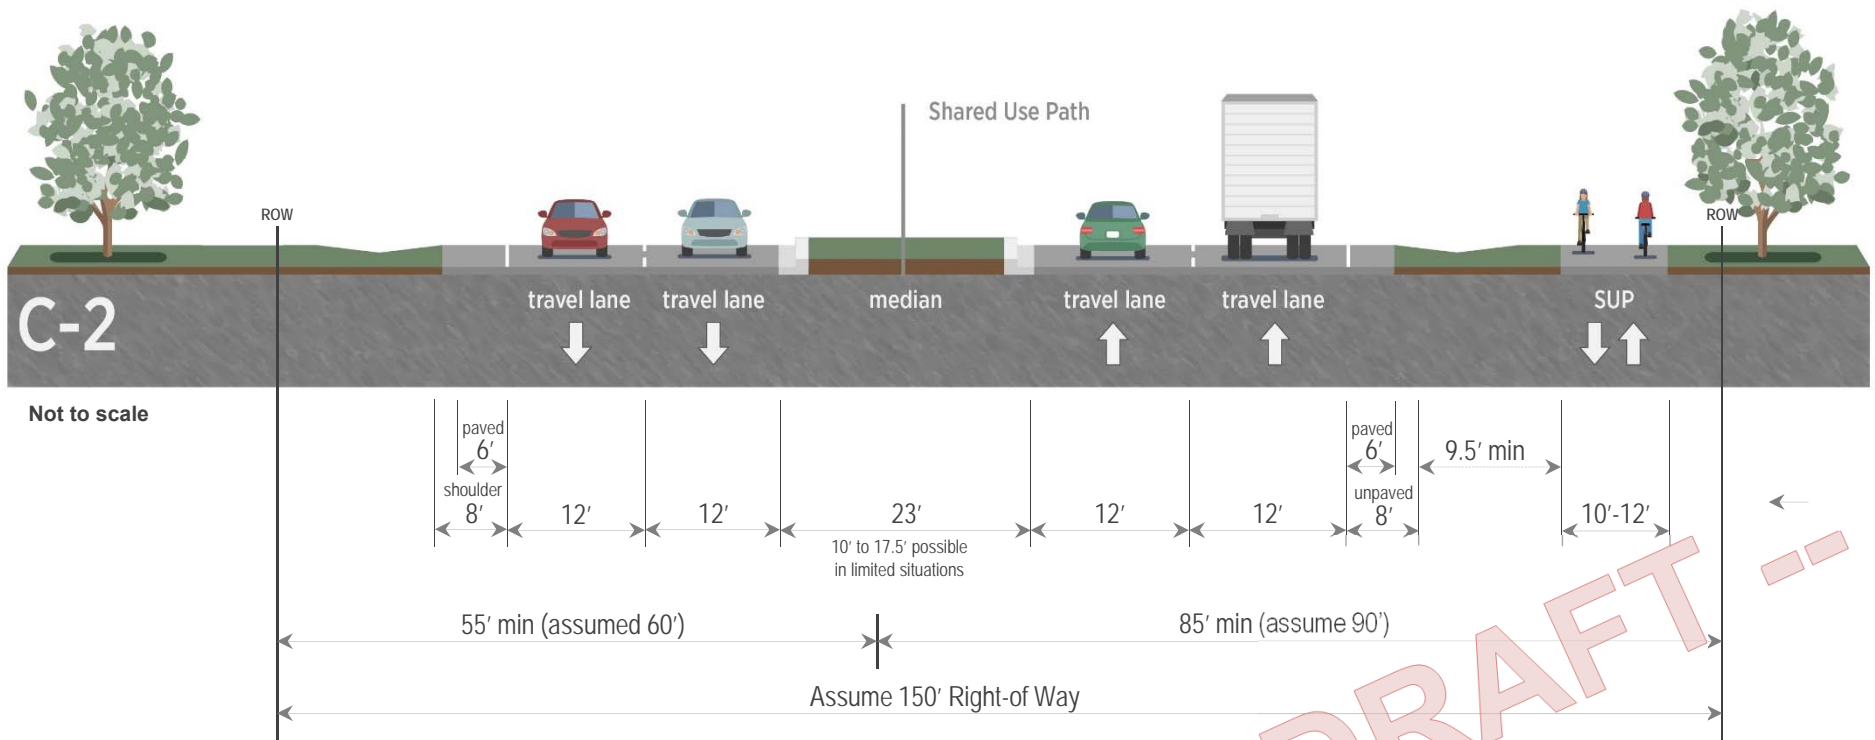 Shared Use Path
ROW
ROW
travel lane
travel lane
median
travel lane
travel lane
SUP
C-2
Not to scale
paved
6'
shoulder
8'
12'
12'
23'
10' to 17.5' possible
in limited situations
12'
12'
paved
6'
unpaved
8'
9.5' min
10'-12'
55' min (assumed 60')
85' min (assume 90')
Assume 150' Right-of Way
DRAFT --